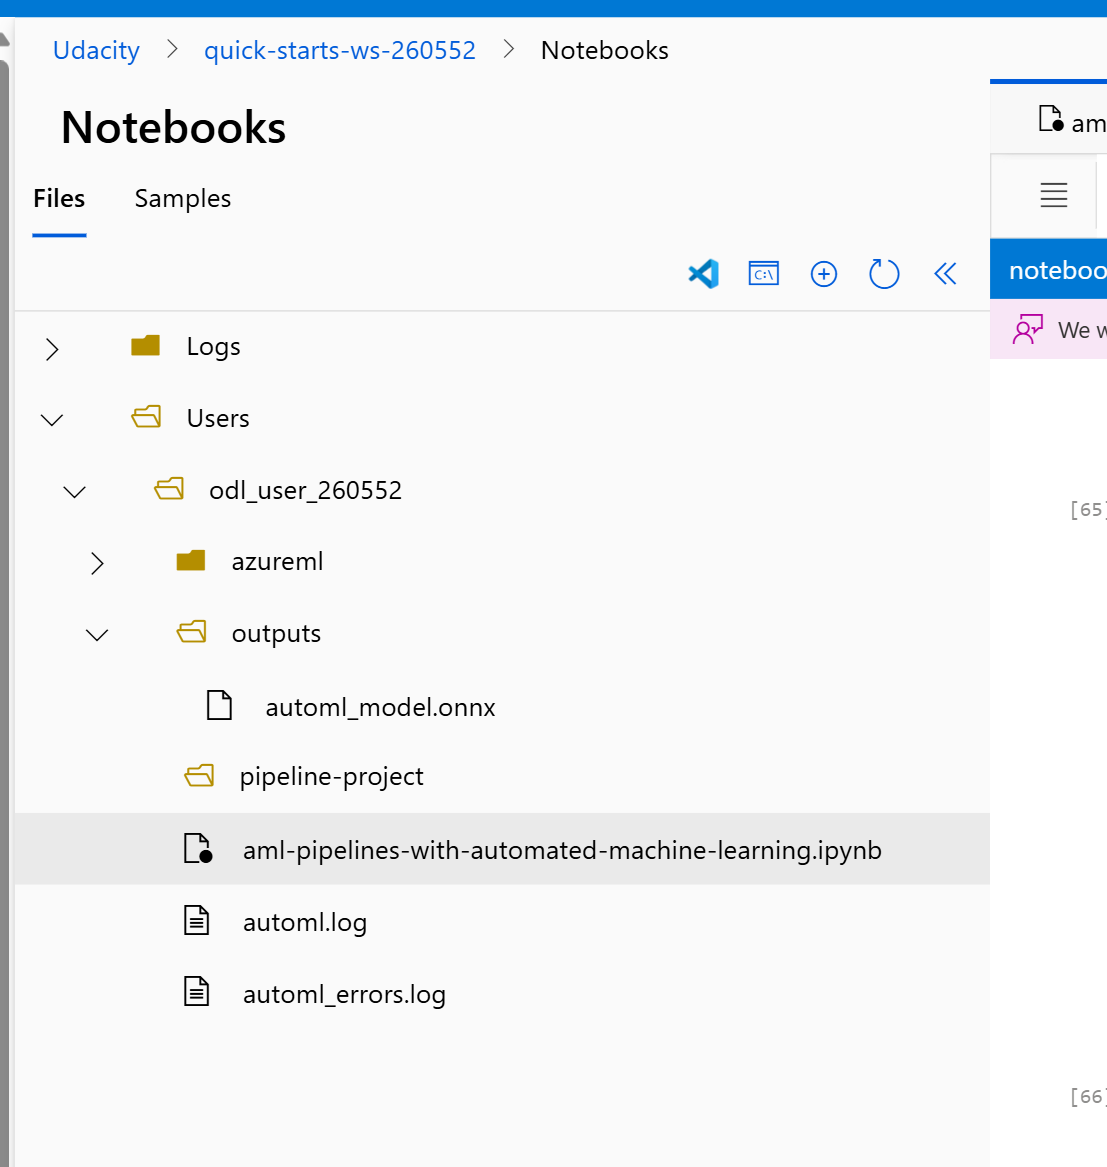 Udacity > quick-starts-ws-260552 > Notebooks
Notebooks
Files Samples
C:\
Logs
Users
odl_user_260552
azureml
outputs
automl_model.onnx
pipeline-project
aml-pipelines-with-automated-machine-learning.ipynb
automl.log
automl_errors.log
am
noteboo
We w
[65]
[66]